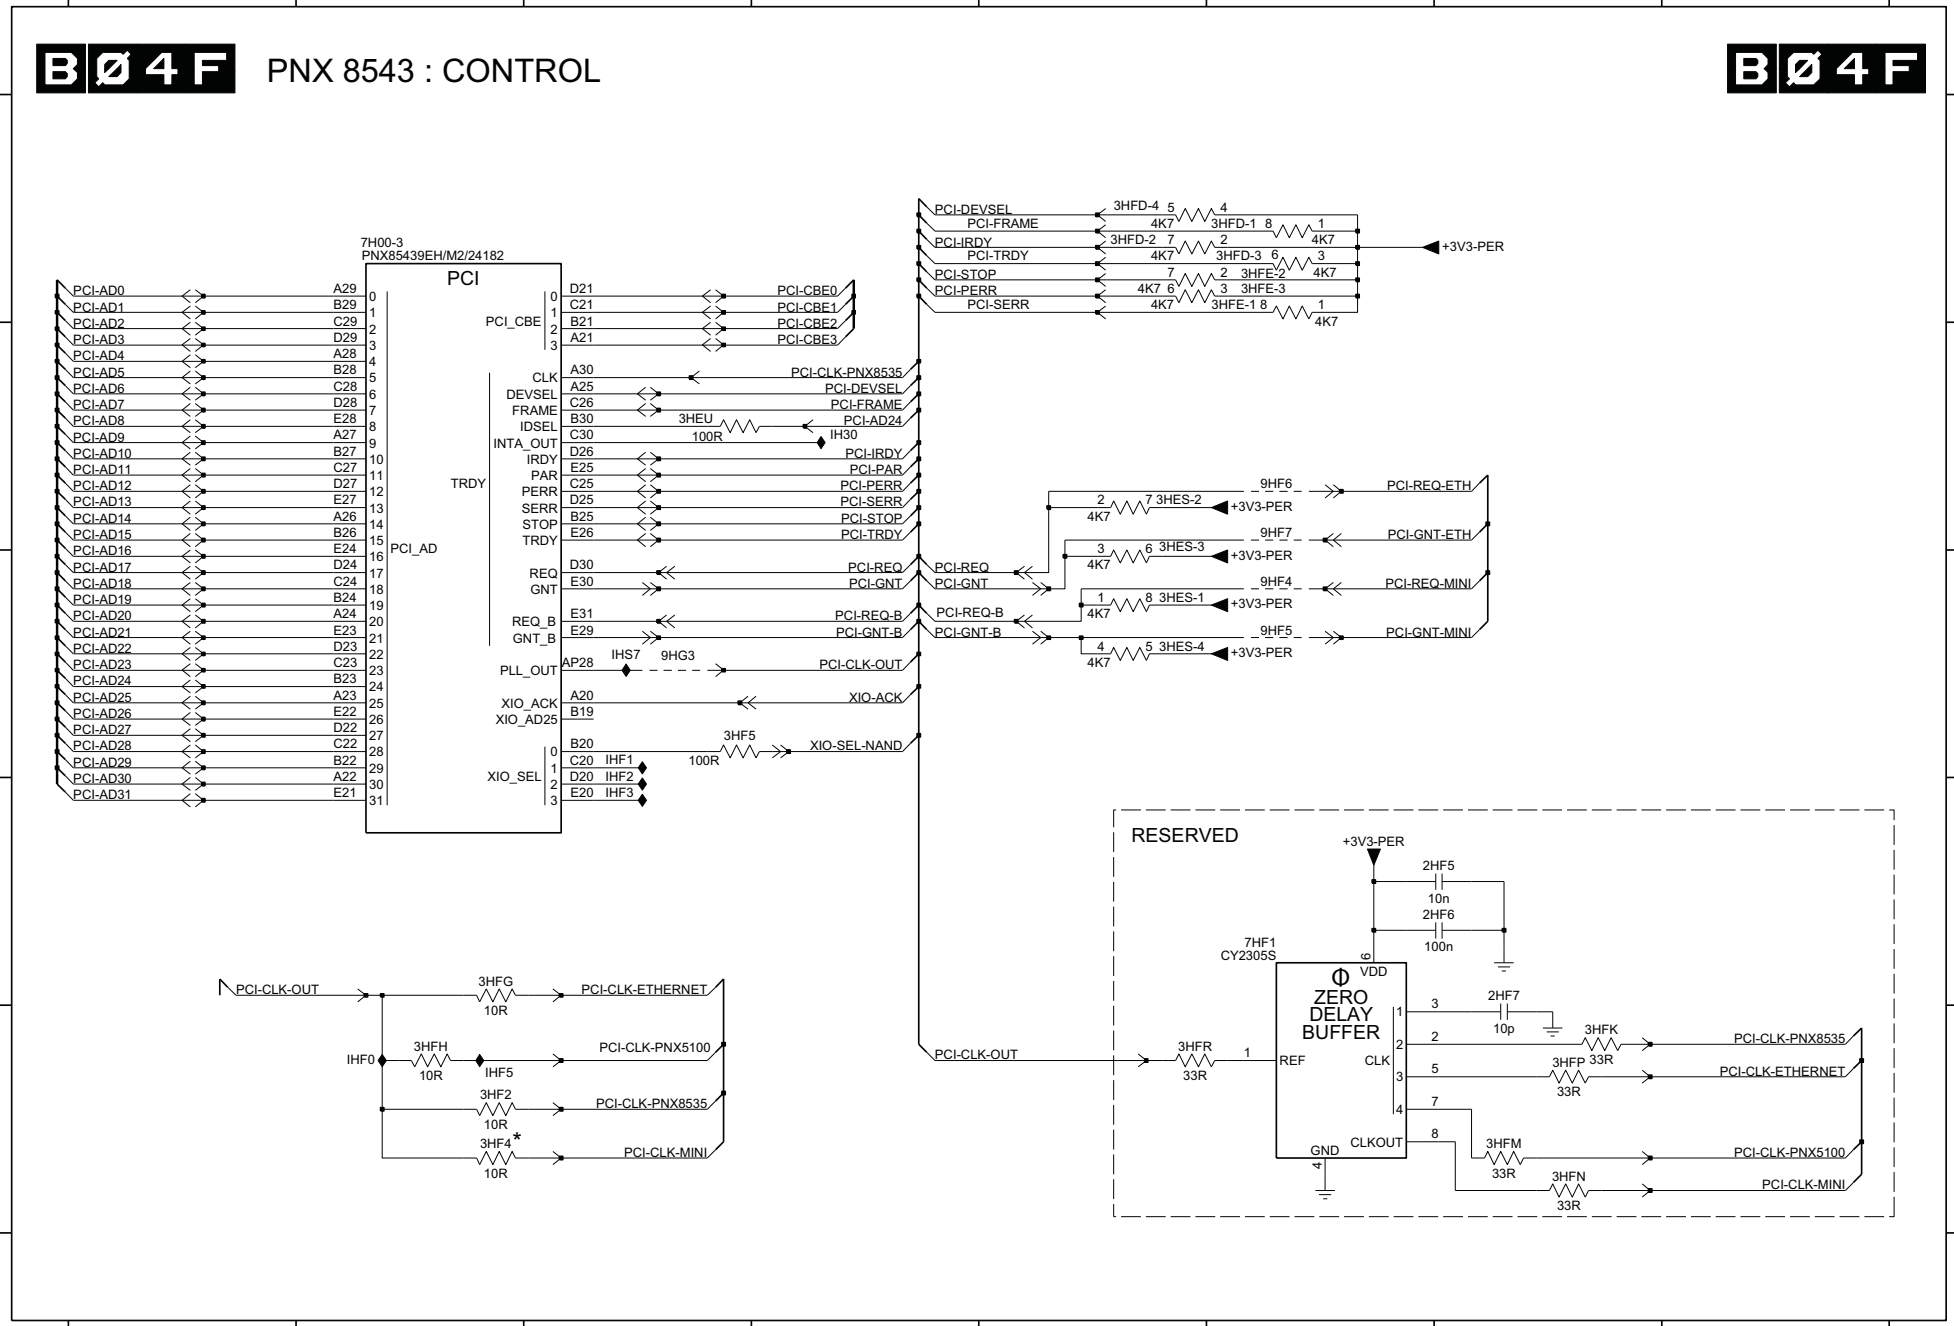 BØ4F PNX 8543 : CONTROL BØ4F
7H00-3
PNX85439EH/M2/24182
PCI
PCI-AD0 A29 0
PCI-AD1 B29 1
PCI-AD2 C29 2
PCI-AD3 D29 3
PCI-AD4 A28 4
PCI-AD5 B28 5
PCI-AD6 C28 6
PCI-AD7 D28 7
PCI-AD8 E28 8
PCI-AD9 A27 9
PCI-AD10 B27 10
PCI-AD11 C27 11
PCI-AD12 D27 12
PCI-AD13 E27 13
PCI-AD14 A26 14
PCI-AD15 B26 15
PCI-AD16 E24 16
PCI-AD17 D24 17
PCI-AD18 C24 18
PCI-AD19 B24 19
PCI-AD20 A24 20
PCI-AD21 E23 21
PCI-AD22 D23 22
PCI-AD23 C23 23
PCI-AD24 B23 24
PCI-AD25 A23 25
PCI-AD26 E22 26
PCI-AD27 D22 27
PCI-AD28 C22 28
PCI-AD29 B22 29
PCI-AD30 A22 30
PCI-AD31 E21 31
PCI_AD
PCI_CBE
0 D21 PCI-CBE0
1 C21 PCI-CBE1
2 B21 PCI-CBE2
3 A21 PCI-CBE3
TRDY
CLK A30 PCI-CLK-PNX8535
DEVSEL A25 PCI-DEVSEL
FRAME C26 PCI-FRAME
IDSEL B30 3HEU 100R PCI-AD24
INTA_OUT C30 IH30
IRDY D26 PCI-IRDY
PAR E25 PCI-PAR
PERR C25 PCI-PERR
SERR D25 PCI-SERR
STOP B25 PCI-STOP
TRDY E26 PCI-TRDY
REQ D30 PCI-REQ
GNT E30 PCI-GNT
REQ_B E31 PCI-REQ-B
GNT_B E29 PCI-GNT-B
PLL_OUT AP28 IHS7 9HG3 PCI-CLK-OUT
XIO_ACK A20 XIO-ACK
XIO_AD25 B19
XIO_SEL
0 B20 3HF5 100R XIO-SEL-NAND
1 C20 IHF1
2 D20 IHF2
3 E20 IHF3
PCI-DEVSEL 3HFD-4 5 4 4K7
PCI-FRAME 3HFD-1 8 1 4K7
PCI-IRDY 3HFD-2 7 2 4K7 +3V3-PER
PCI-TRDY 3HFD-3 6 3 4K7
PCI-STOP 7 2 3HFE-2 4K7
PCI-PERR 6 3 3HFE-3 4K7
PCI-SERR 3HFE-1 8 1 4K7
9HF6 PCI-REQ-ETH
2 7 3HES-2 4K7 +3V3-PER
9HF7 PCI-GNT-ETH
3 6 3HES-3 4K7 +3V3-PER
PCI-REQ
PCI-GNT 9HF4 PCI-REQ-MINI
1 8 3HES-1 4K7 +3V3-PER
PCI-REQ-B
PCI-GNT-B 9HF5 PCI-GNT-MINI
4 5 3HES-4 4K7 +3V3-PER
PCI-CLK-OUT 3HFG 10R PCI-CLK-ETHERNET
IHF0 3HFH 10R IHF5 PCI-CLK-PNX5100
3HF2 10R PCI-CLK-PNX8535
3HF4* 10R PCI-CLK-MINI
RESERVED
+3V3-PER
2HF5
10n
2HF6
100n
7HF1
CY2305S
6
VDD
Φ
ZERO
DELAY
BUFFER
PCI-CLK-OUT 3HFR 33R 1 REF
CLK
1 3 2HF7 10p
2 2 3HFK 33R PCI-CLK-PNX8535
3 5 3HFP 33R PCI-CLK-ETHERNET
4 7 3HFM 33R PCI-CLK-PNX5100
CLKOUT 8 3HFN 33R PCI-CLK-MINI
GND
4